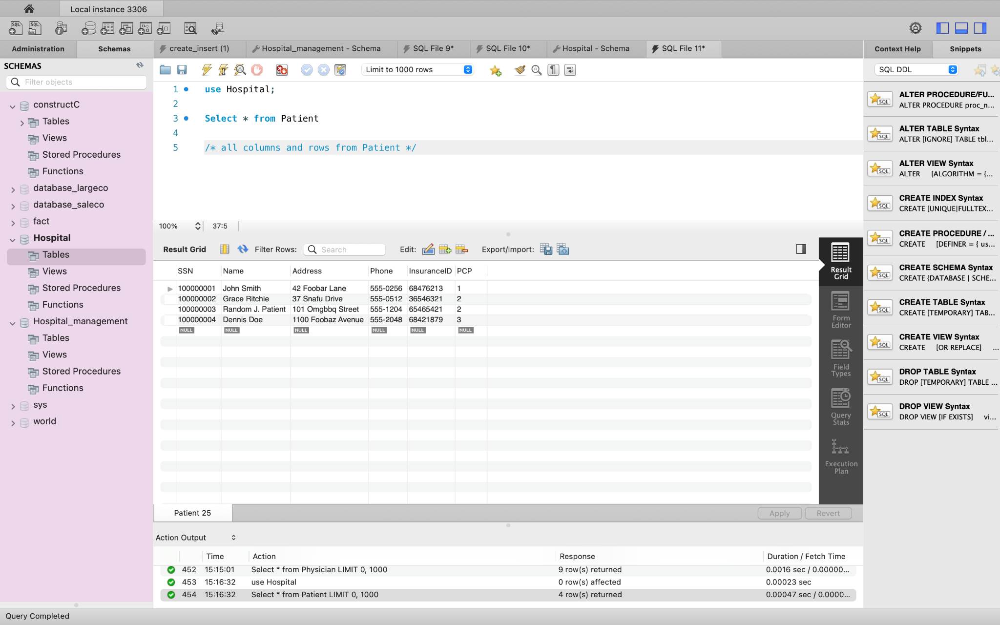 Local instance 3306
Administration
Schemas
create_insert (1)
Hospital_management - Schema
SQL File 9*
SQL File 10*
Hospital - Schema
SQL File 11*
Context Help
Snippets
SCHEMAS
Filter objects
Limit to 1000 rows
SQL DDL
constructC
Tables
Views
Stored Procedures
Functions
database_largeco
database_saleco
fact
Hospital
Tables
Views
Stored Procedures
Functions
Hospital_management
Tables
Views
Stored Procedures
Functions
sys
world
1 use Hospital;
2
3 Select * from Patient
4
5 /* all columns and rows from Patient */
100% 37:5
Result Grid Filter Rows: Search Edit: Export/Import:
SSN Name Address Phone InsuranceID PCP
100000001 John Smith 42 Foobar Lane 555-0256 68476213 1
100000002 Grace Ritchie 37 Snafu Drive 555-0512 36546321 2
100000003 Random J. Patient 101 Omgbbq Street 555-1204 65465421 2
100000004 Dennis Doe 1100 Foobaz Avenue 555-2048 68421879 3
NULL NULL NULL NULL NULL NULL
Result
Grid
Form
Editor
Field
Types
Query
Stats
Execution
Plan
ALTER PROCEDURE/FU...
ALTER PROCEDURE proc_n...
ALTER TABLE Syntax
ALTER [IGNORE] TABLE tbl...
ALTER VIEW Syntax
ALTER [ALGORITHM = {...
CREATE INDEX Syntax
CREATE [UNIQUE|FULLTEX...
CREATE PROCEDURE / ...
CREATE [DEFINER = { us...
CREATE SCHEMA Syntax
CREATE {DATABASE | SCHE...
CREATE TABLE Syntax
CREATE [TEMPORARY] TAB...
CREATE VIEW Syntax
CREATE [OR REPLACE] ...
DROP TABLE Syntax
DROP [TEMPORARY] TABLE ...
DROP VIEW Syntax
DROP VIEW [IF EXISTS] vi...
Patient 25
Apply
Revert
Action Output
Time Action Response Duration / Fetch Time
452 15:15:01 Select * from Physician LIMIT 0, 1000 9 row(s) returned 0.0016 sec / 0.00000...
453 15:16:32 use Hospital 0 row(s) affected 0.00023 sec
454 15:16:32 Select * from Patient LIMIT 0, 1000 4 row(s) returned 0.00047 sec / 0.0000...
Query Completed